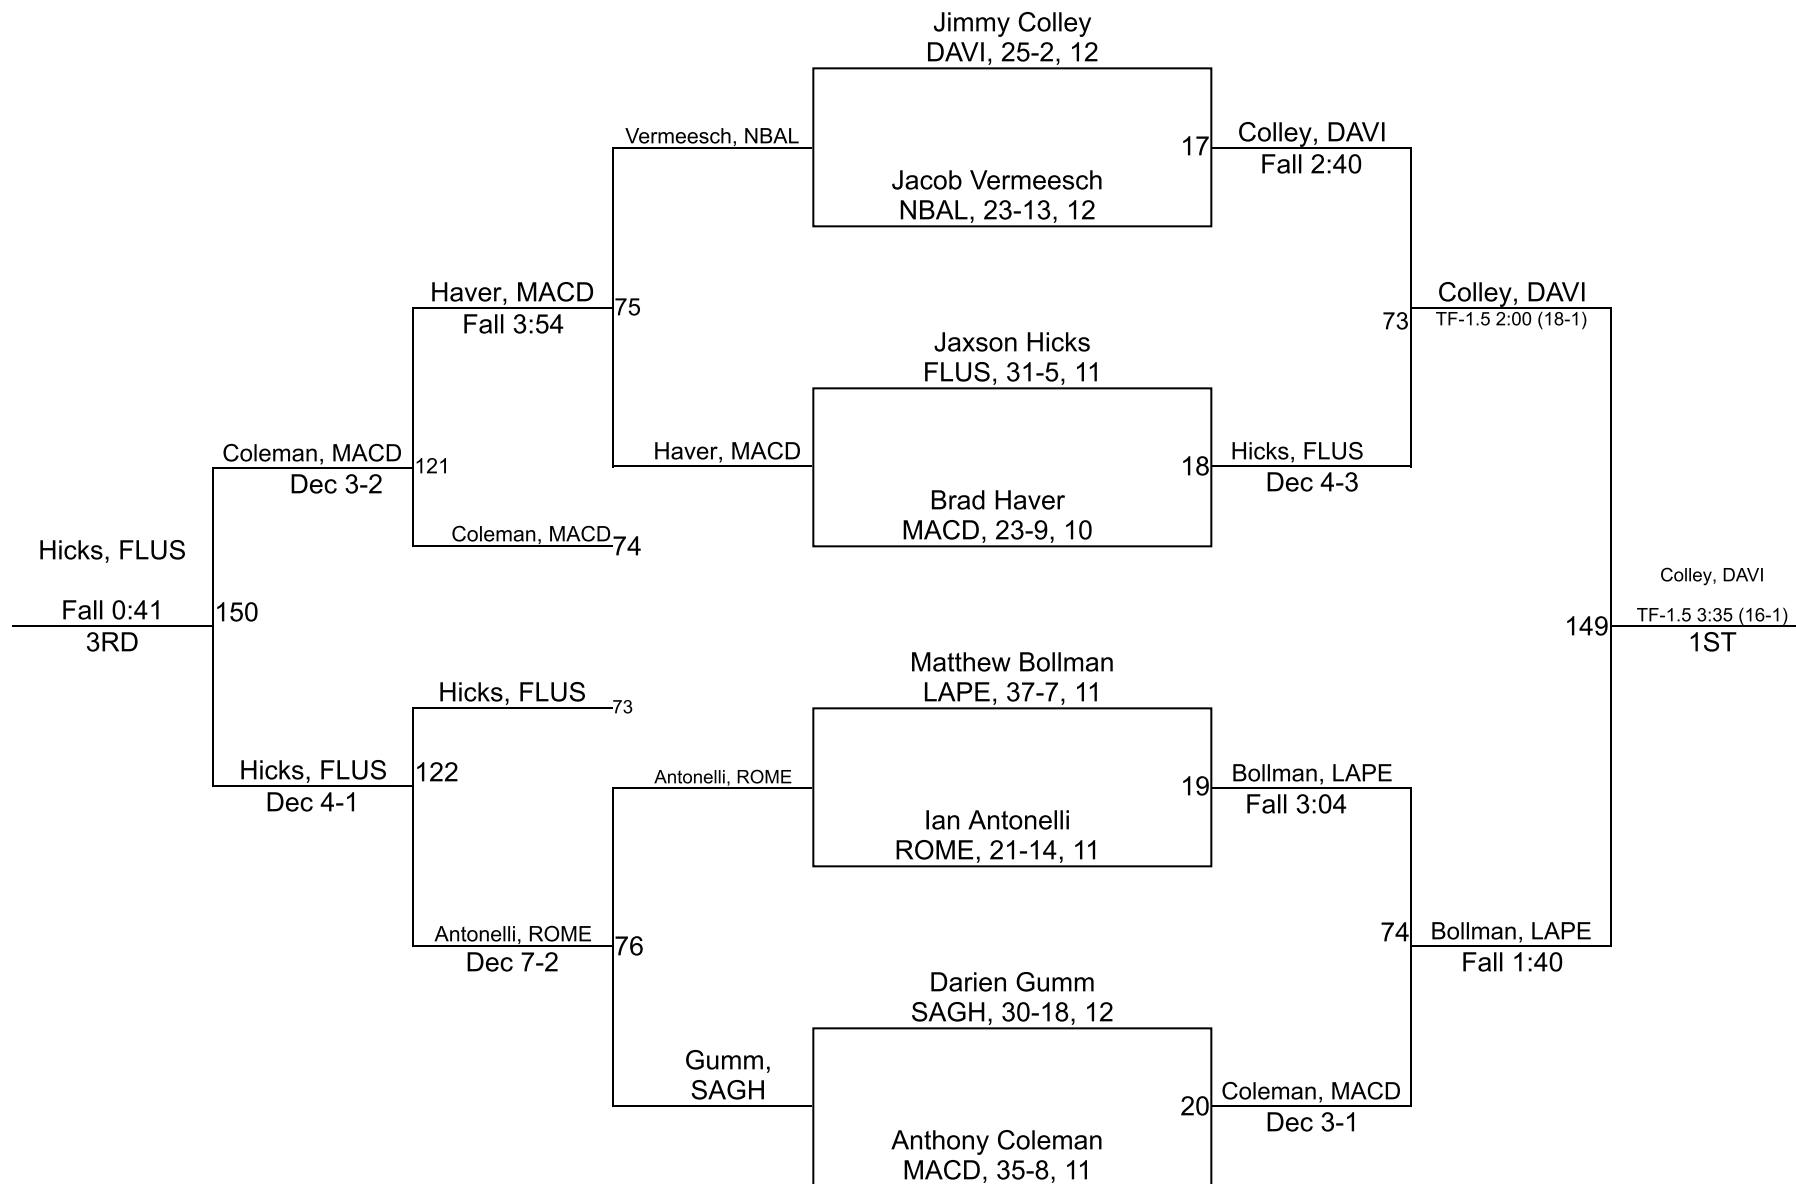 Jimmy Colley
DAVI, 25-2, 12
Vermeesch, NBAL
17
Colley, DAVI
Fall 2:40
Jacob Vermeesch
NBAL, 23-13, 12
Haver, MACD
Fall 3:54
75
Colley, DAVI
TF-1.5 2:00 (18-1)
73
Jaxson Hicks
FLUS, 31-5, 11
Coleman, MACD
Dec 3-2
121
Haver, MACD
18
Hicks, FLUS
Dec 4-3
Brad Haver
MACD, 23-9, 10
Coleman, MACD
74
Hicks, FLUS
Fall 0:41
3RD
150
Colley, DAVI
TF-1.5 3:35 (16-1)
1ST
149
Matthew Bollman
LAPE, 37-7, 11
Hicks, FLUS
73
Hicks, FLUS
Dec 4-1
122
Antonelli, ROME
19
Bollman, LAPE
Fall 3:04
Ian Antonelli
ROME, 21-14, 11
Antonelli, ROME
Dec 7-2
76
74
Bollman, LAPE
Fall 1:40
Darien Gumm
SAGH, 30-18, 12
Gumm,
SAGH
20
Coleman, MACD
Dec 3-1
Anthony Coleman
MACD, 35-8, 11